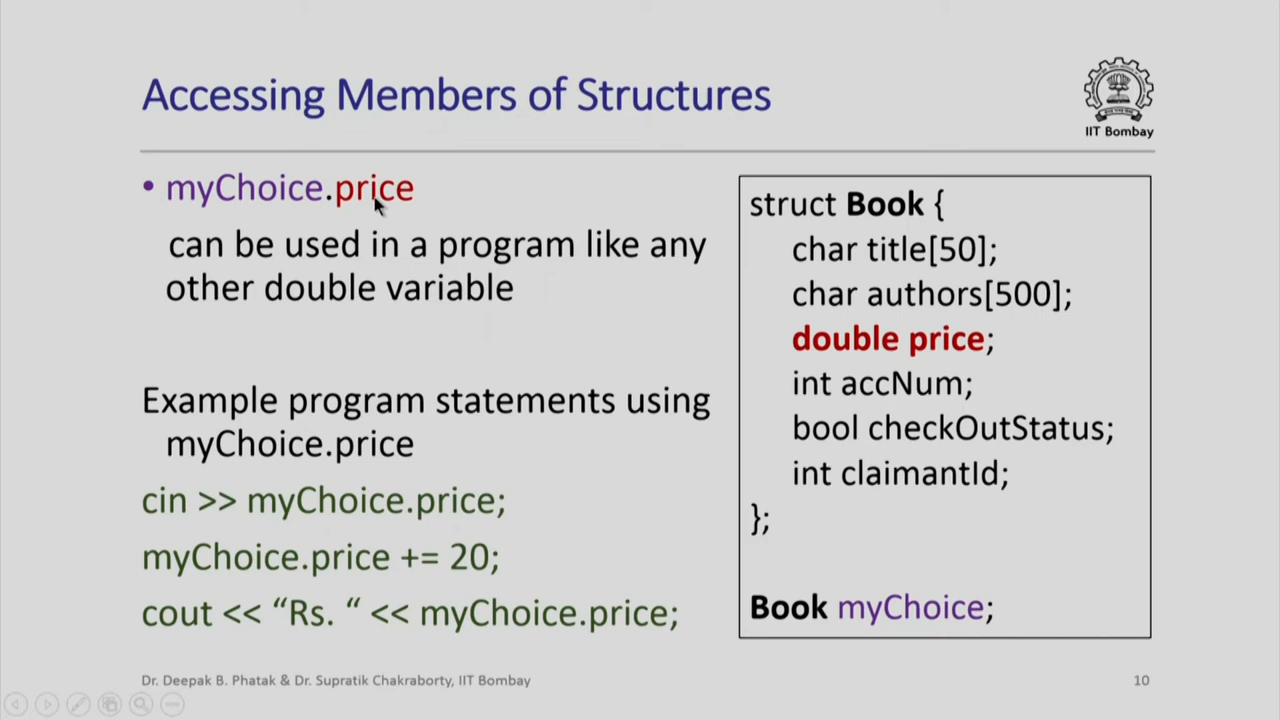 Accessing Members of Structures
IIT Bombay
• myChoice.price
can be used in a program like any
other double variable
Example program statements using
myChoice.price
cin >> myChoice.price;
myChoice.price += 20;
cout << “Rs. “ << myChoice.price;
struct Book {
char title[50];
char authors[500];
double price;
int accNum;
bool checkOutStatus;
int claimantId;
};
Book myChoice;
Dr. Deepak B. Phatak & Dr. Supratik Chakraborty, IIT Bombay
10